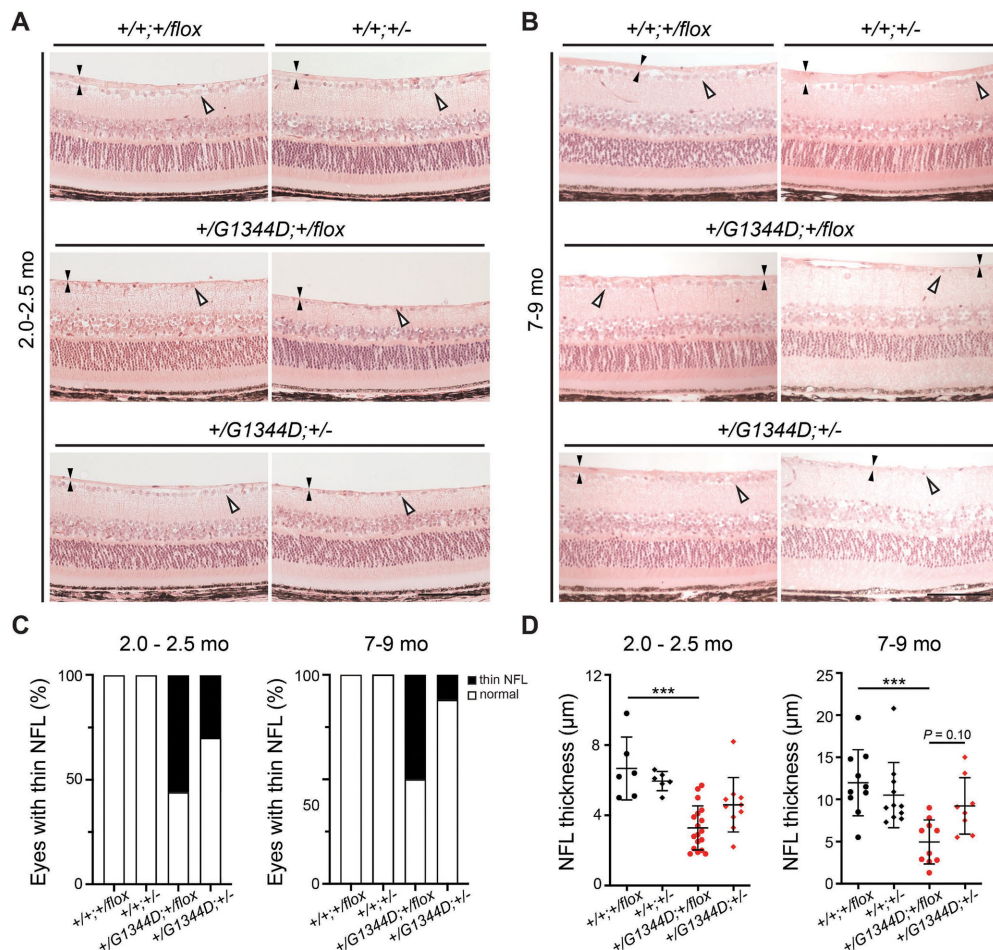 A
+/+;+/flox
+/+;+/-
2.0-2.5 mo
+/G1344D;+/flox
+/G1344D;+/-
B
+/+;+/flox
+/+;+/-
7-9 mo
+/G1344D;+/flox
+/G1344D;+/-
C
2.0 - 2.5 mo
Eyes with thin NFL (%)
100
50
0
+/+;+/flox
+/+;+/-
+/G1344D;+/flox
+/G1344D;+/-
7-9 mo
Eyes with thin NFL (%)
100
50
0
thin NFL
normal
+/+;+/flox
+/+;+/-
+/G1344D;+/flox
+/G1344D;+/-
D
2.0 - 2.5 mo
NFL thickness (µm)
12
8
4
0
***
+/+;+/flox
+/+;+/-
+/G1344D;+/flox
+/G1344D;+/-
7-9 mo
NFL thickness (µm)
25
20
15
10
5
0
***
P = 0.10
+/+;+/flox
+/+;+/-
+/G1344D;+/flox
+/G1344D;+/-